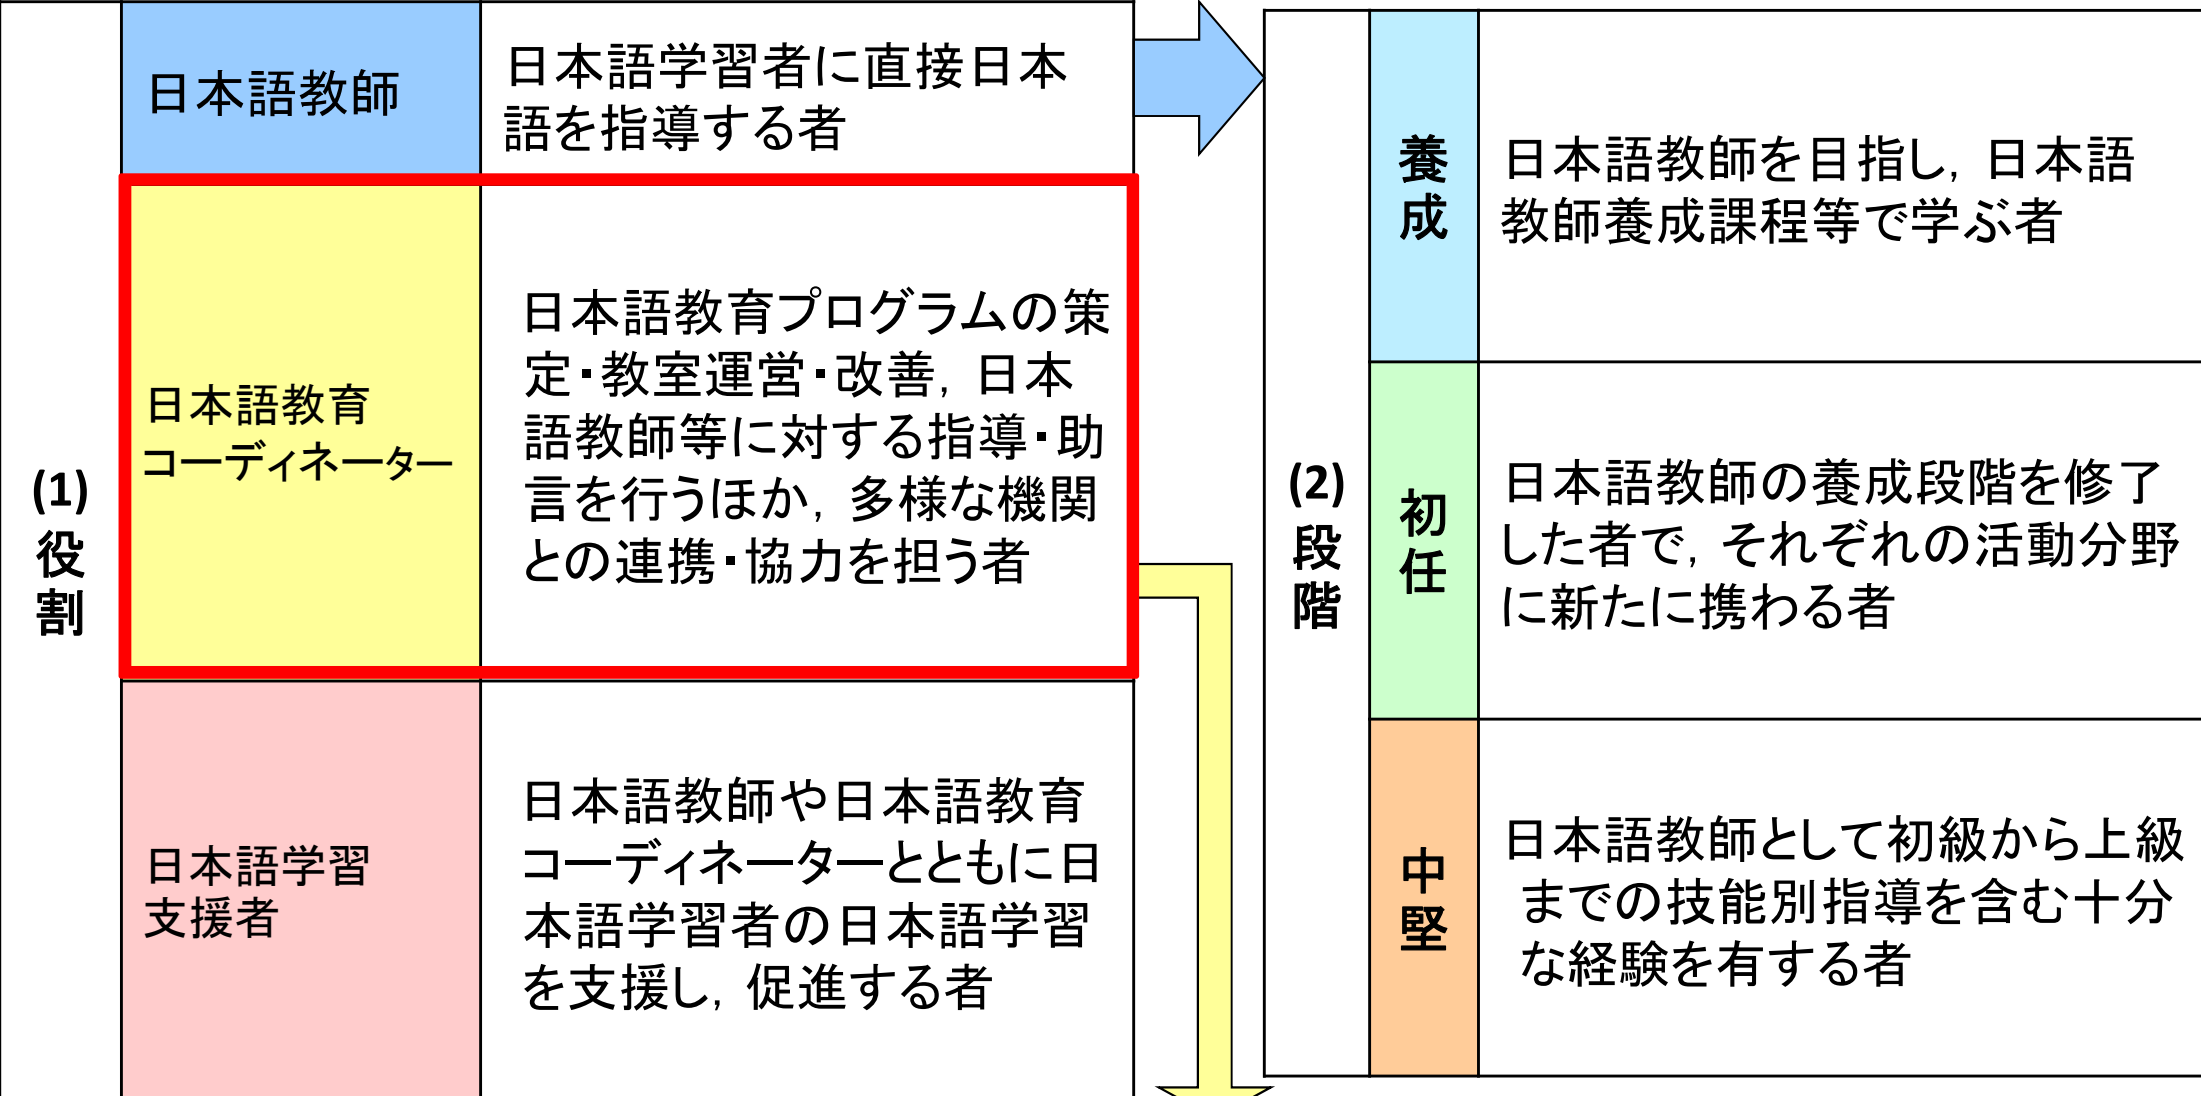 (1)
役
割
日本語教師
日本語学習者に直接日本
語を指導する者
日本語教育
コーディネーター
日本語教育プログラムの策
定・教室運営・改善，日本
語教師等に対する指導・助
言を行うほか，多様な機関
との連携・協力を担う者
日本語学習
支援者
日本語教師や日本語教育
コーディネーターとともに日
本語学習者の日本語学習
を支援し，促進する者
(2)
段
階
養
成
日本語教師を目指し，日本語
教師養成課程等で学ぶ者
初
任
日本語教師の養成段階を修了
した者で，それぞれの活動分野
に新たに携わる者
中
堅
日本語教師として初級から上級
までの技能別指導を含む十分
な経験を有する者